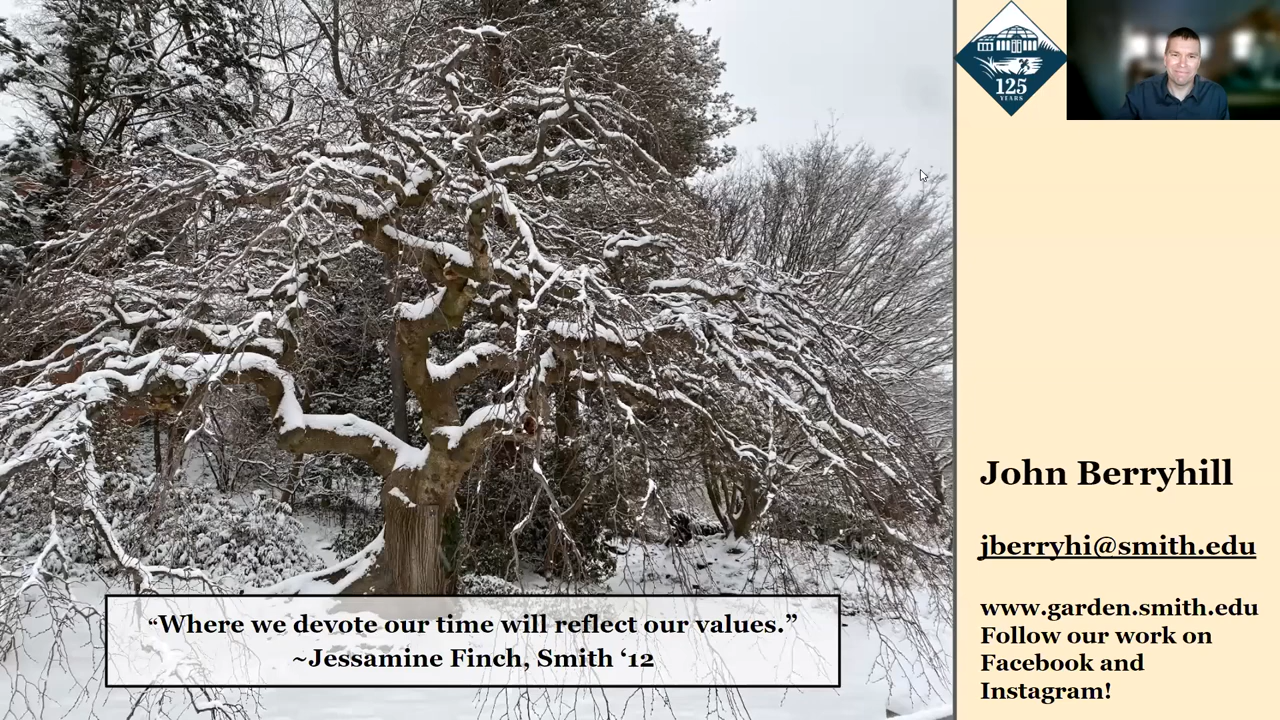 125
YEARS
John Berryhill
jberryhi@smith.edu
www.garden.smith.edu
Follow our work on
Facebook and
Instagram!
“Where we devote our time will reflect our values.”
~Jessamine Finch, Smith ‘12